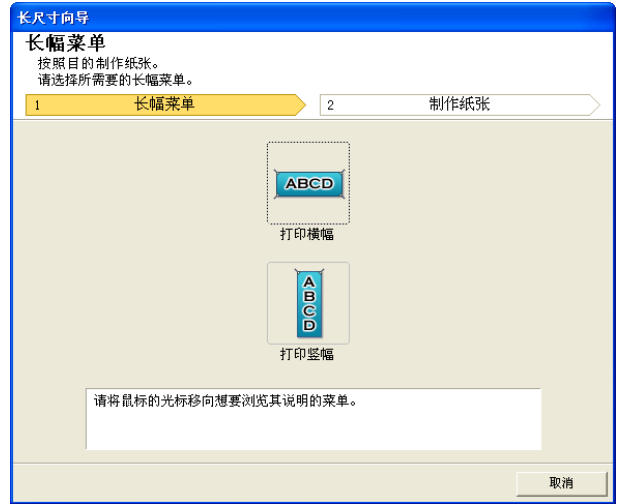 长尺寸向导
长幅菜单
按照目的制作纸张。
请选择所需要的长幅菜单。
1 长幅菜单 2 制作纸张
ABCD
打印横幅
A
B
C
D
打印竖幅
请将鼠标的光标移向想要浏览其说明的菜单。
取消